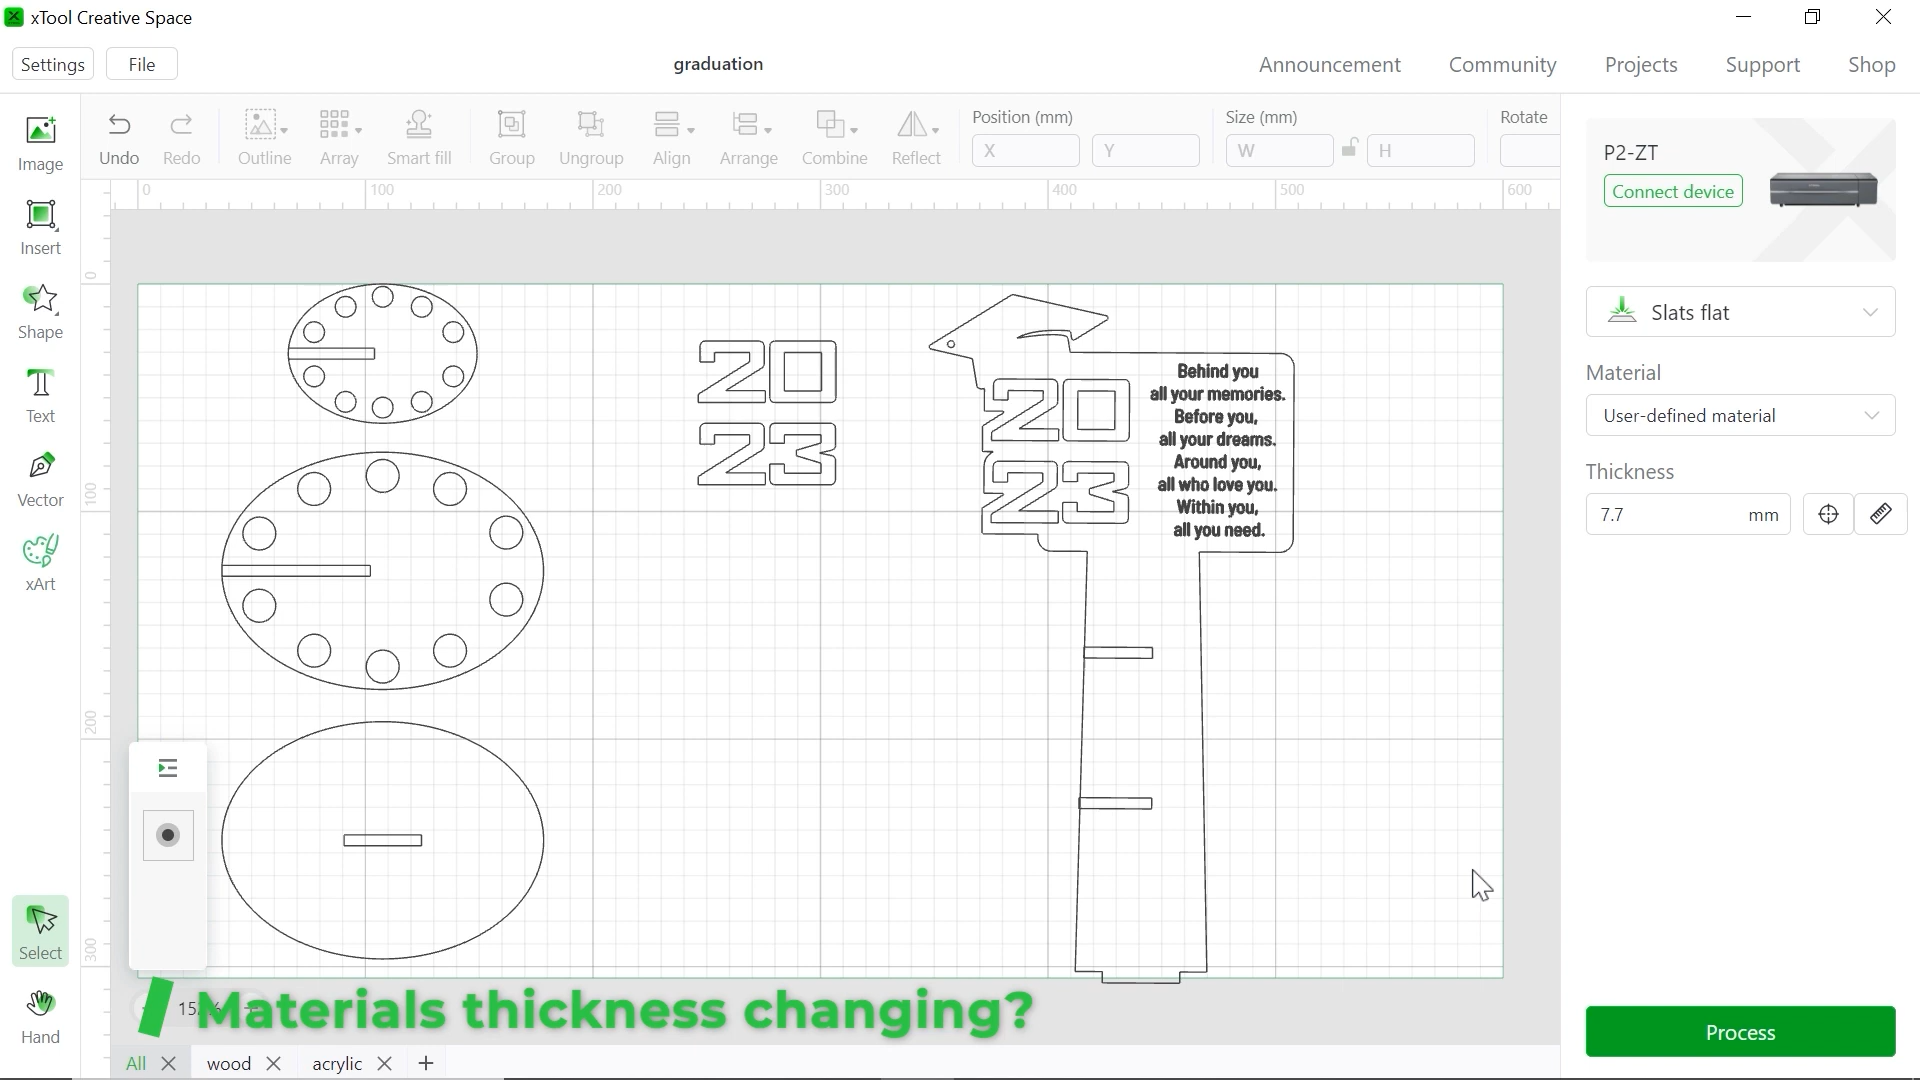 xTool Creative Space
Settings
File
graduation
Announcement
Community
Projects
Support
Shop
Undo
Redo
Outline
Array
Smart fill
Group
Ungroup
Align
Arrange
Combine
Reflect
Position (mm)
X
Y
Size (mm)
W
H
Rotate
0
100
200
300
400
500
600
0
100
200
300
Image
Insert
Shape
Text
Vector
xArt
Select
Hand
20
23
20
23
Behind you
all your memories.
Before you,
all your dreams.
Around you,
all who love you.
Within you,
all you need.
P2-ZT
Connect device
Slats flat
Material
User-defined material
Thickness
7.7
mm
Process
Materials thickness changing?
All
wood
acrylic